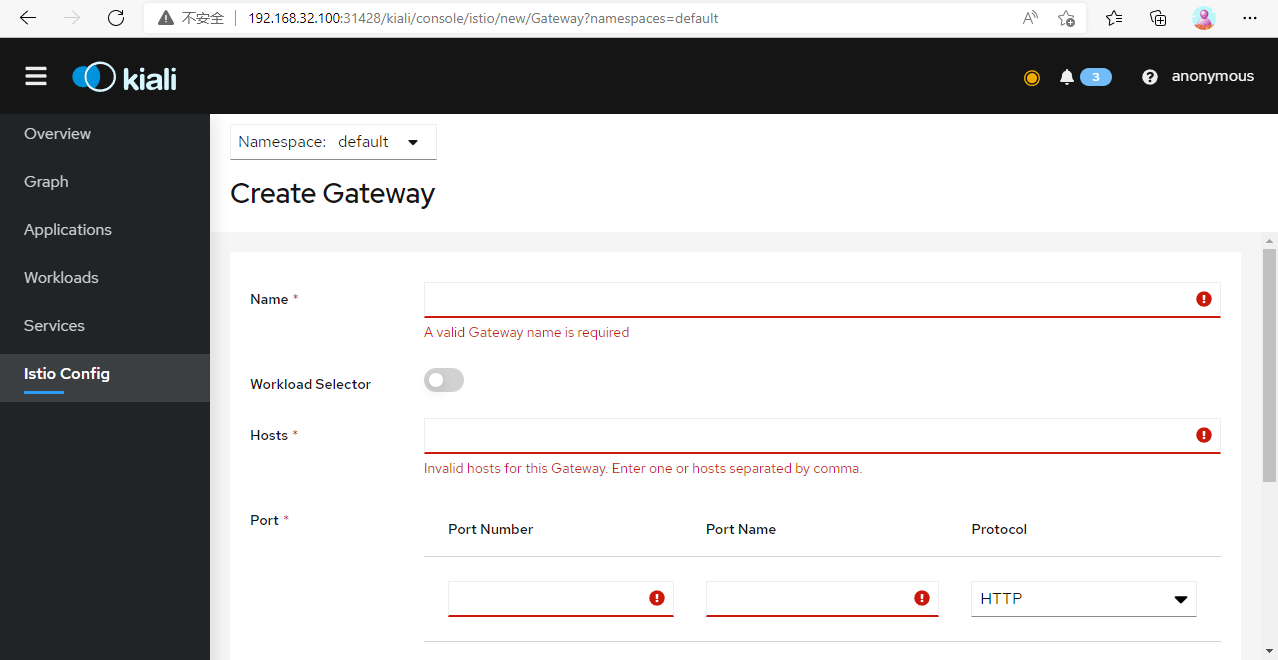 不安全 192.168.32.100:31428/kiali/console/istio/new/Gateway?namespaces=default
kiali
3
anonymous
Overview
Graph
Applications
Workloads
Services
Istio Config
Namespace: default
Create Gateway
Name *
A valid Gateway name is required
Workload Selector
Hosts *
Invalid hosts for this Gateway. Enter one or hosts separated by comma.
Port *
Port Number Port Name Protocol
HTTP